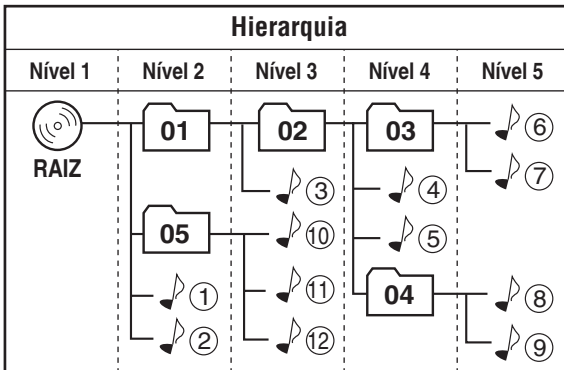 Hierarquia
Nível 1 Nível 2 Nível 3 Nível 4 Nível 5
01 02 03 ⑥
RAIZ
③ ④ ⑦
05 ⑩ ⑤
① ⑪ 04 ⑧
② ⑫ ⑨